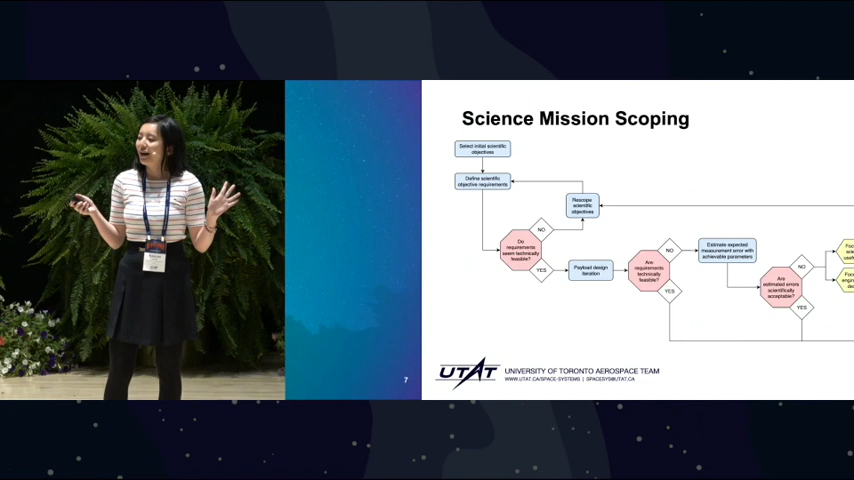 Science Mission Scoping
Select initial scientific
objectives
Define scientific
objective requirements
Rescope
scientific
objectives
NO
Do
requirements
seem technically
feasible?
YES
Payload design
iteration
Are
requirements
technically
feasible?
NO
YES
Estimate expected
measurement error with
achievable parameters
Are
estimated errors
scientifically
acceptable?
NO
YES
7
UTAT
UNIVERSITY OF TORONTO AEROSPACE TEAM
WWW.UTAT.CA/SPACE-SYSTEMS | SPACESYS@UTAT.CA